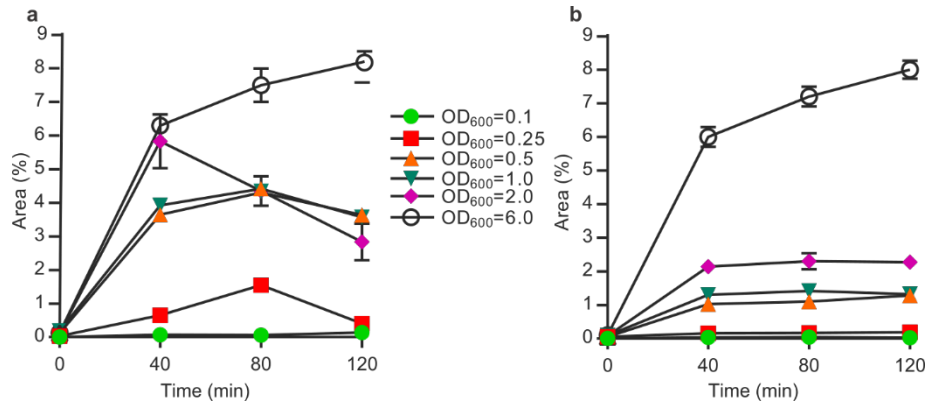 a
9
8
7
6
5
4
3
2
1
0
Area (%)
0 40 80 120
Time (min)
OD600=0.1
OD600=0.25
OD600=0.5
OD600=1.0
OD600=2.0
OD600=6.0
b
9
8
7
6
5
4
3
2
1
0
Area (%)
0 40 80 120
Time (min)